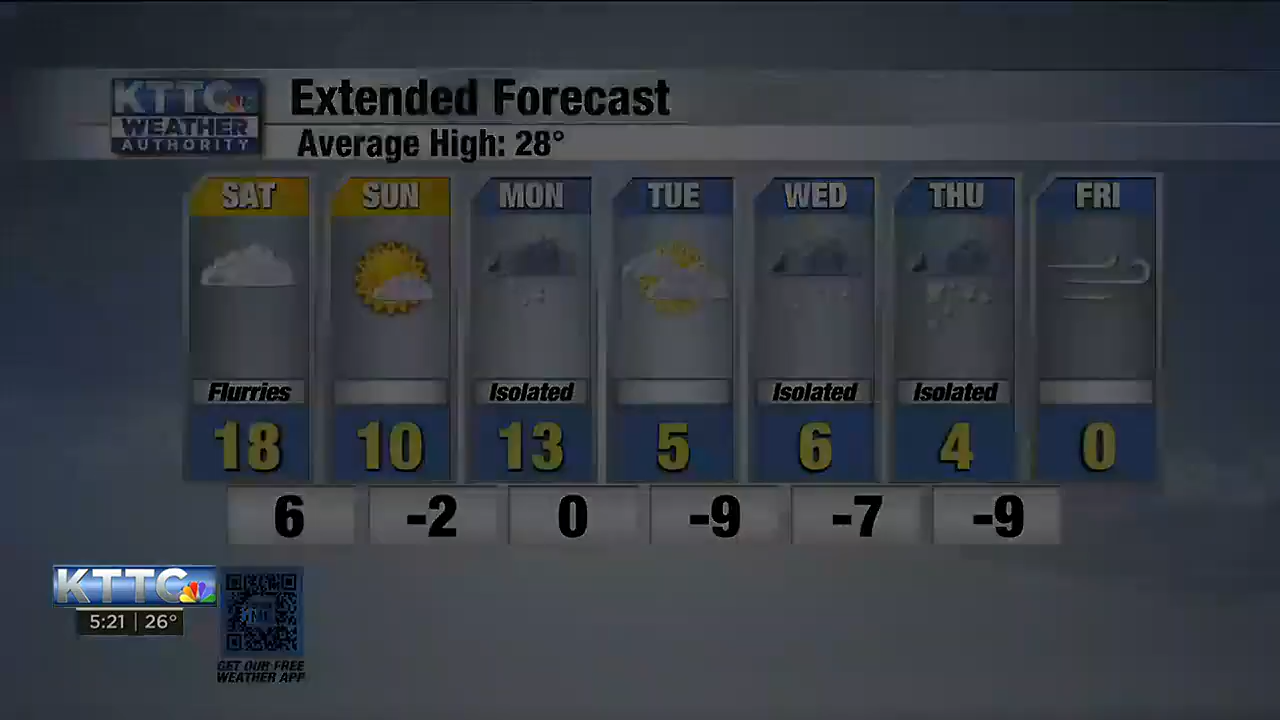 KTTC
WEATHER
AUTHORITY
Extended Forecast
Average High: 28°
SAT SUN MON TUE WED THU FRI
Flurries Isolated Isolated Isolated
18 10 13 5 6 4 0
6 -2 0 -9 -7 -9
KTTC
5:21 26°
GET OUR FREE
WEATHER APP